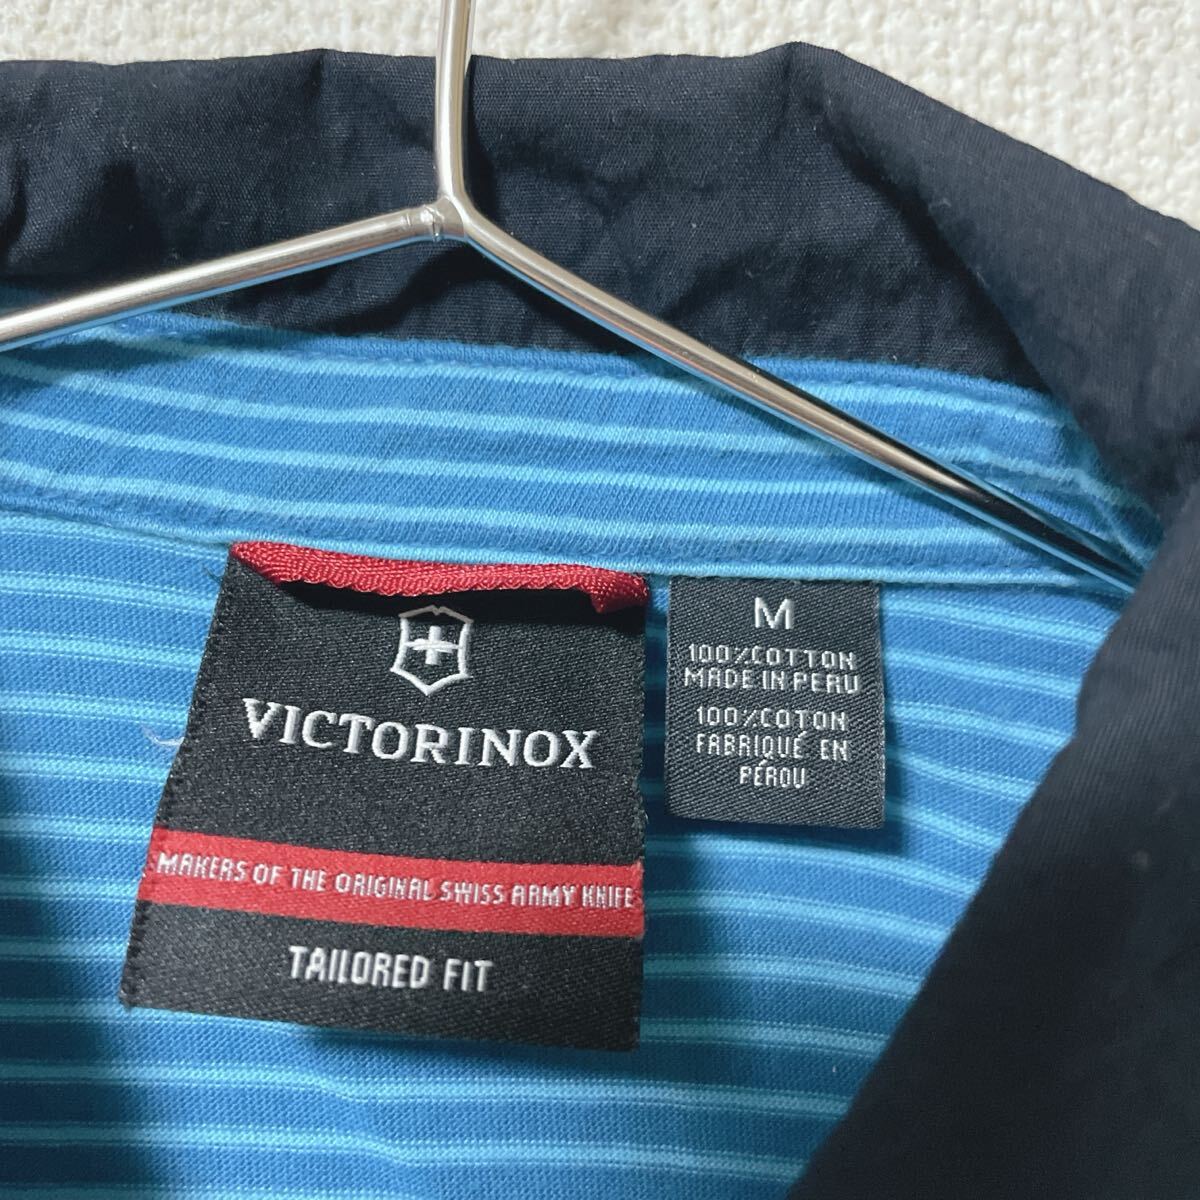 VICTORINOX
MAKERS OF THE ORIGINAL SWISS ARMY KNIFE
TAILORED FIT
M
100%COTTON
MADE IN PERU
100%COTON
FABRIQUÉ EN
PÉROU